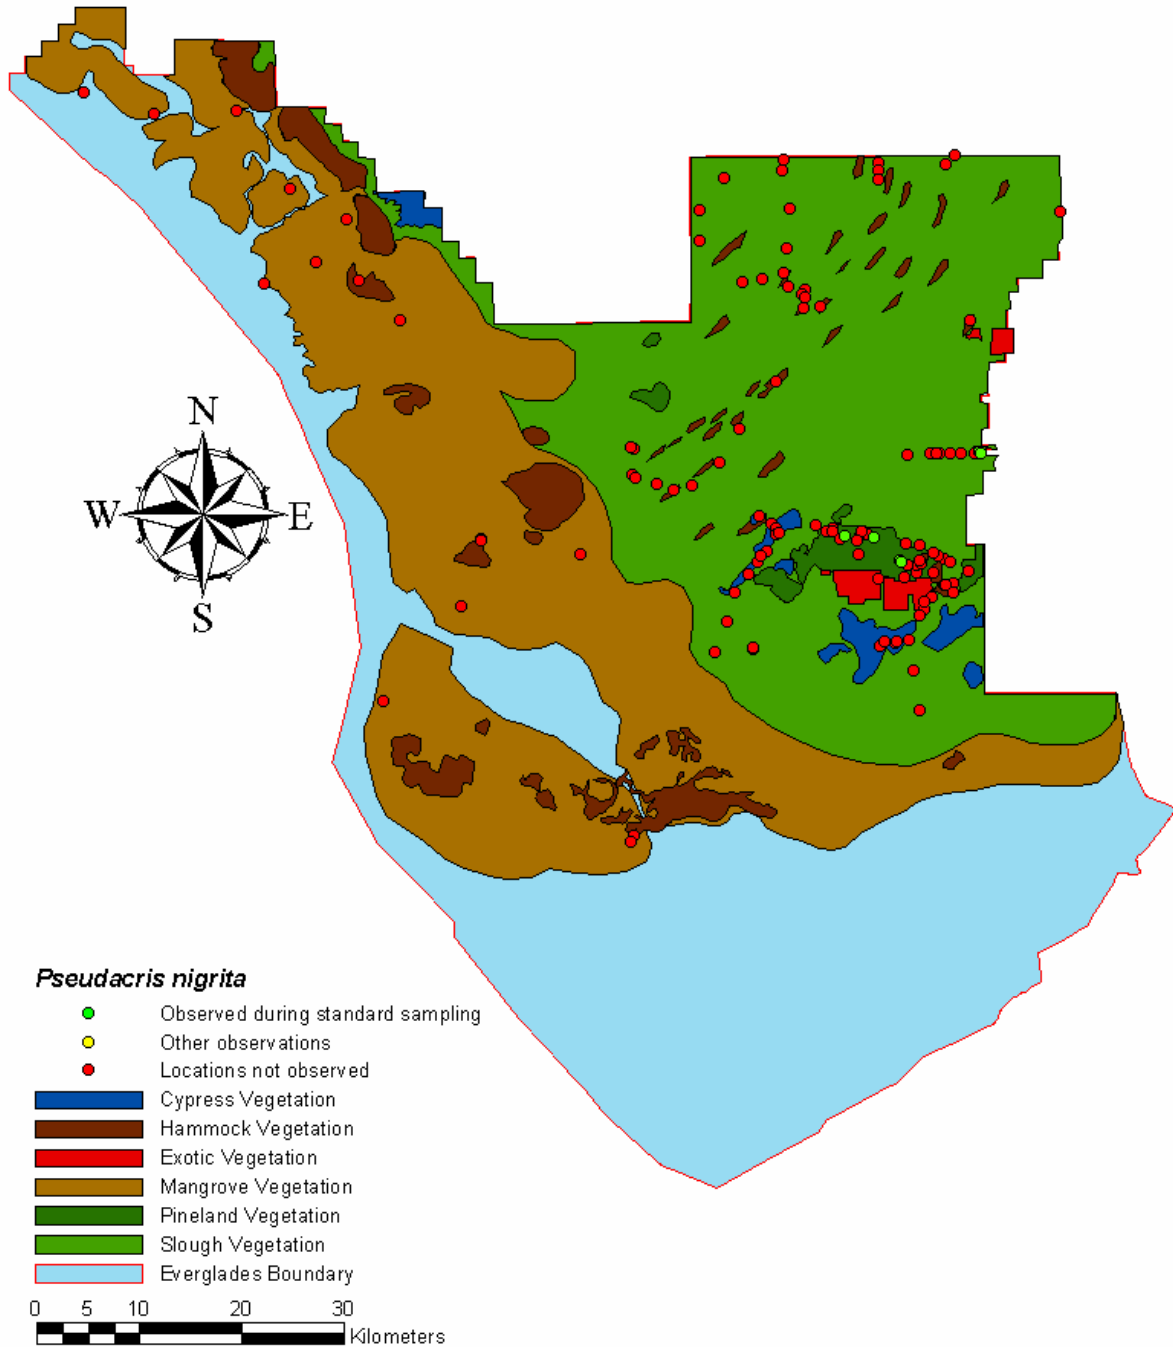 N
W E
S
Pseudacris nigrita
Observed during standard sampling
Other observations
Locations not observed
Cypress Vegetation
Hammock Vegetation
Exotic Vegetation
Mangrove Vegetation
Pineland Vegetation
Slough Vegetation
Everglades Boundary
0 5 10 20 30
Kilometers